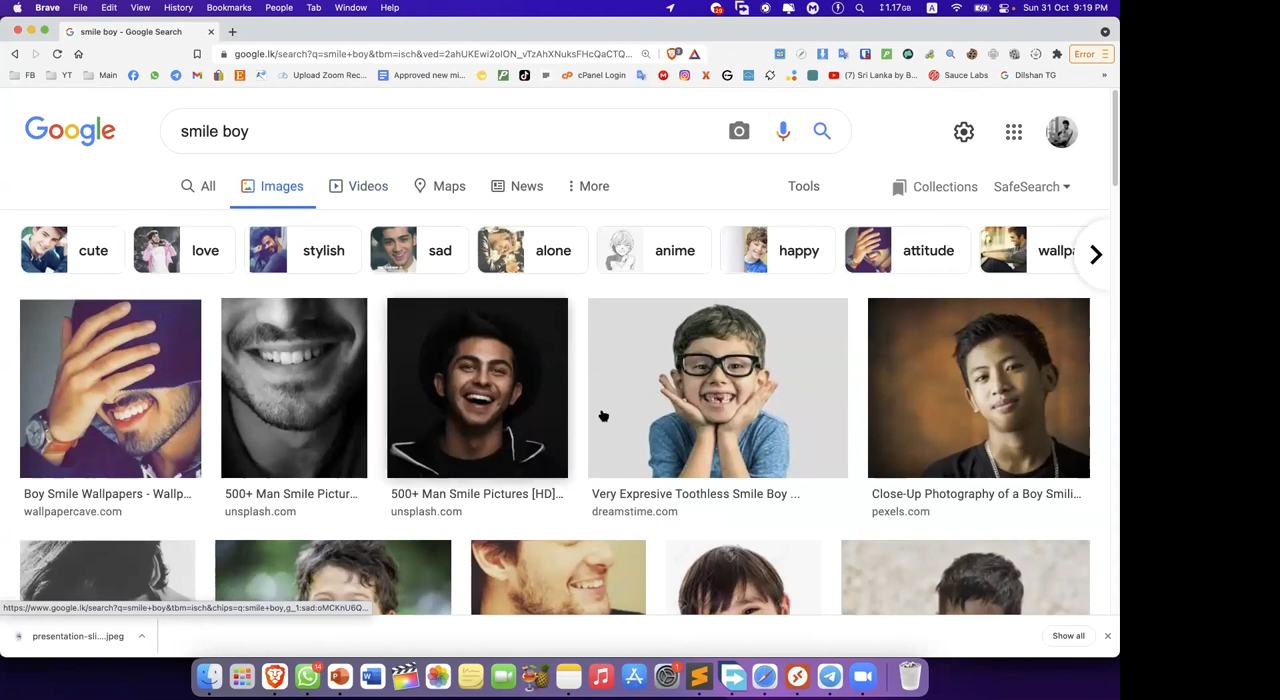 Brave File Edit View History Bookmarks People Tab Window Help 1.17GB A Sun 31 Oct 9:19 PM
smile boy - Google Search
google.lk/search?q=smile+boy&tbm=isch&ved=2ahUKEwi2oION_vTzAhXNuksFHcQaCTQ... Error
FB YT Main Upload Zoom Rec... Approved new mi... cPanel Login (7) Sri Lanka by B... Sauce Labs Dilshan TG »
Google smile boy
All Images Videos Maps News More Tools Collections SafeSearch
cute love stylish sad alone anime happy attitude wallpa
Boy Smile Wallpapers - Wallp... 500+ Man Smile Pictur... 500+ Man Smile Pictures [HD]... Very Expresive Toothless Smile Boy ... Close-Up Photography of a Boy Smili...
wallpapercave.com unsplash.com unsplash.com dreamstime.com pexels.com
https://www.google.lk/search?q=smile+boy&tbm=isch&chips=q:smile+boy,g_1:sad:oMCKnU6Q...
presentation-sli....jpeg Show all
14 1